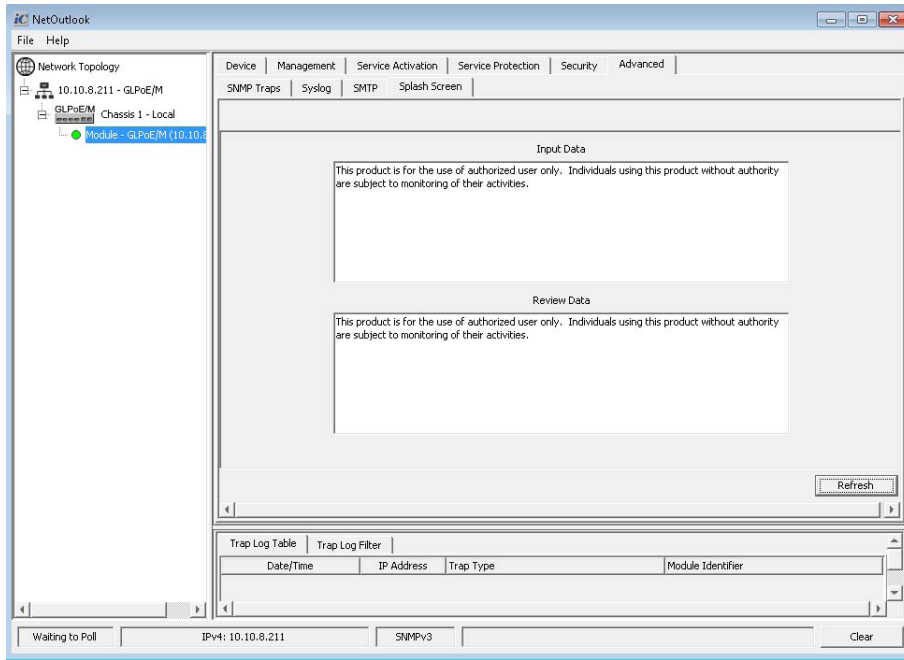 iC NetOutlook
File Help
Network Topology
10.10.8.211 - GLPoE/M
GLPoE/M Chassis 1 - Local
Module - GLPoE/M (10.10.8
Device Management Service Activation Service Protection Security Advanced
SNMP Traps Syslog SMTP Splash Screen
Input Data
This product is for the use of authorized user only. Individuals using this product without authority
are subject to monitoring of their activities.
Review Data
This product is for the use of authorized user only. Individuals using this product without authority
are subject to monitoring of their activities.
Refresh
Trap Log Table Trap Log Filter
Date/Time IP Address Trap Type Module Identifier
Waiting to Poll IPv4: 10.10.8.211 SNMPv3 Clear